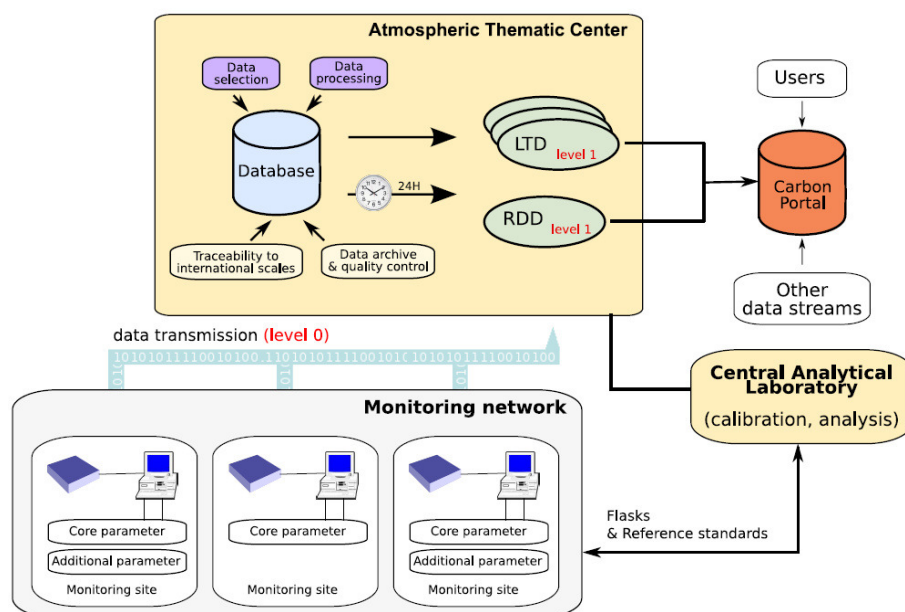 Atmospheric Thematic Center
Data
selection
Data
processing
Database
24H
LTD
level 1
RDD
level 1
Traceability to
international scales
Data archive
& quality control
Users
Carbon
Portal
Other
data streams
data transmission (level 0)
Central Analytical
Laboratory
(calibration, analysis)
Monitoring network
Core parameter
Additional parameter
Monitoring site
Core parameter
Monitoring site
Core parameter
Additional parameter
Monitoring site
Flasks
& Reference standards